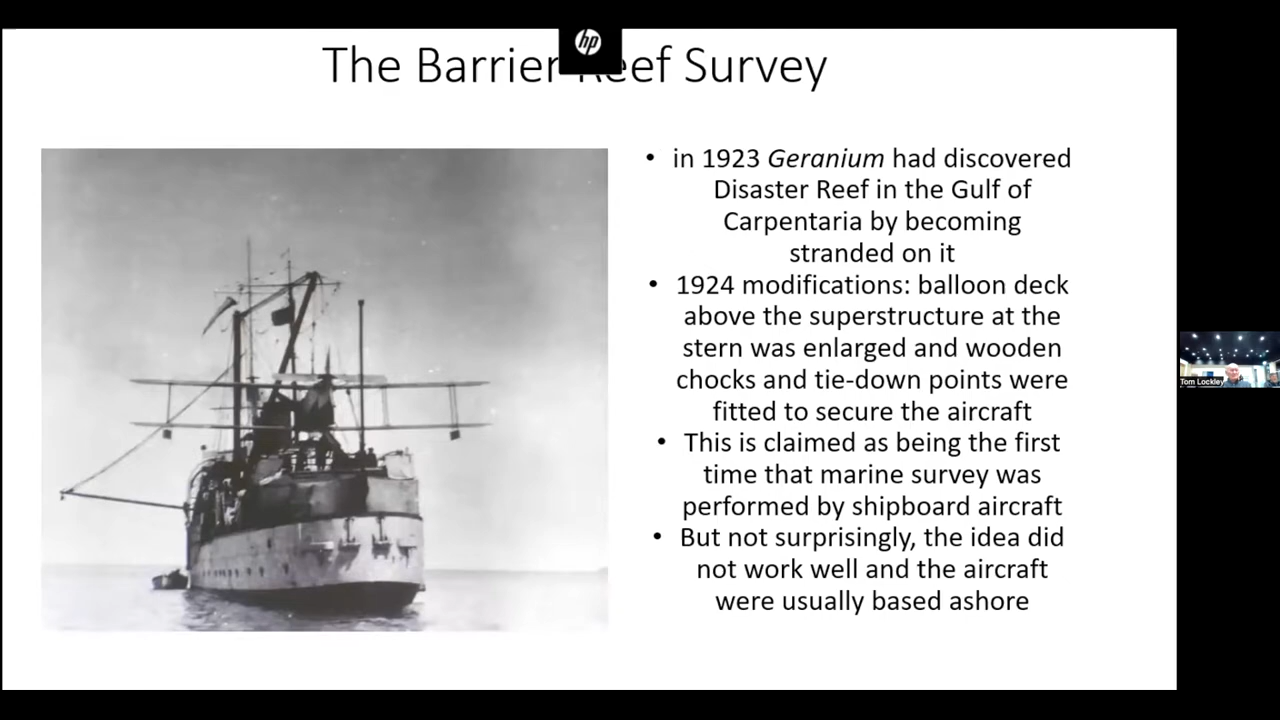 hp
The Barrier Reef Survey
• in 1923 Geranium had discovered
Disaster Reef in the Gulf of
Carpentaria by becoming
stranded on it
• 1924 modifications: balloon deck
above the superstructure at the
stern was enlarged and wooden
chocks and tie-down points were
fitted to secure the aircraft
• This is claimed as being the first
time that marine survey was
performed by shipboard aircraft
• But not surprisingly, the idea did
not work well and the aircraft
were usually based ashore
Tom Lockley